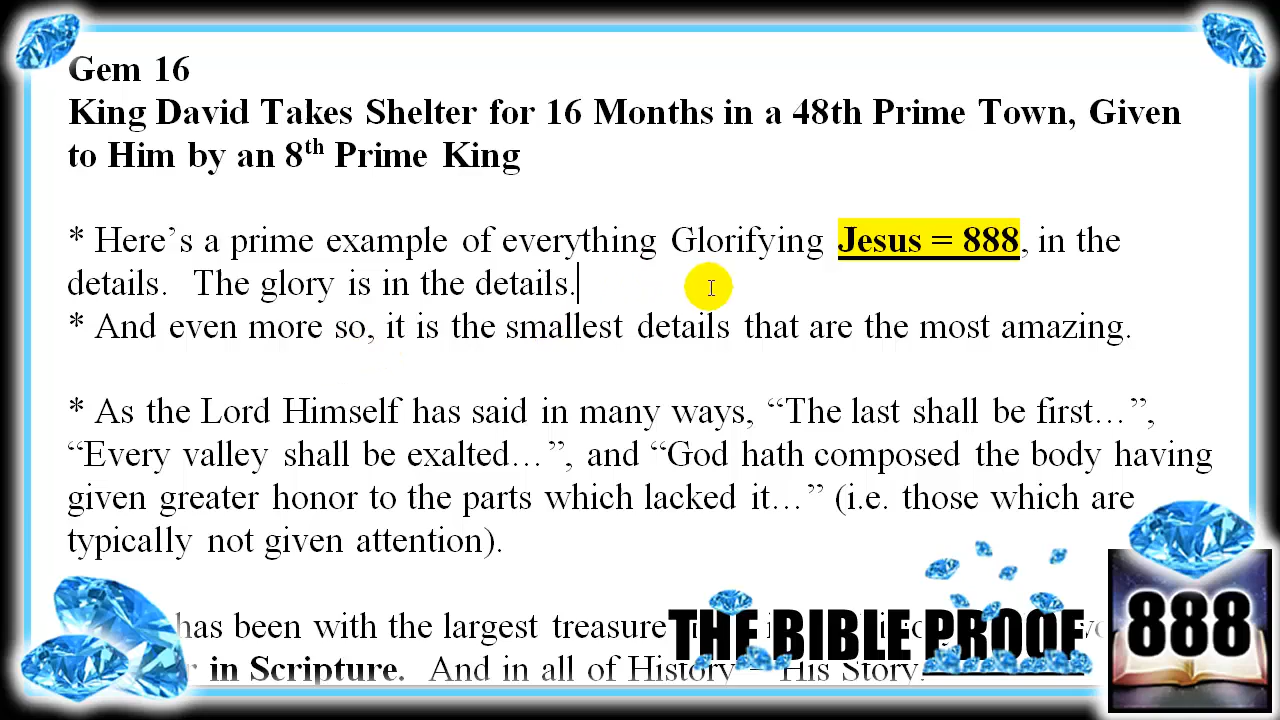 Gem 16
King David Takes Shelter for 16 Months in a 48th Prime Town, Given
to Him by an 8th Prime King
* Here’s a prime example of everything Glorifying Jesus = 888, in the
details.  The glory is in the details.
* And even more so, it is the smallest details that are the most amazing.
* As the Lord Himself has said in many ways, “The last shall be first…”,
“Every valley shall be exalted…”, and “God hath composed the body having
given greater honor to the parts which lacked it…” (i.e. those which are
typically not given attention).
has been with the largest treasure
in Scripture.  And in all of History – His Story.
THE BIBLE PROOF
888